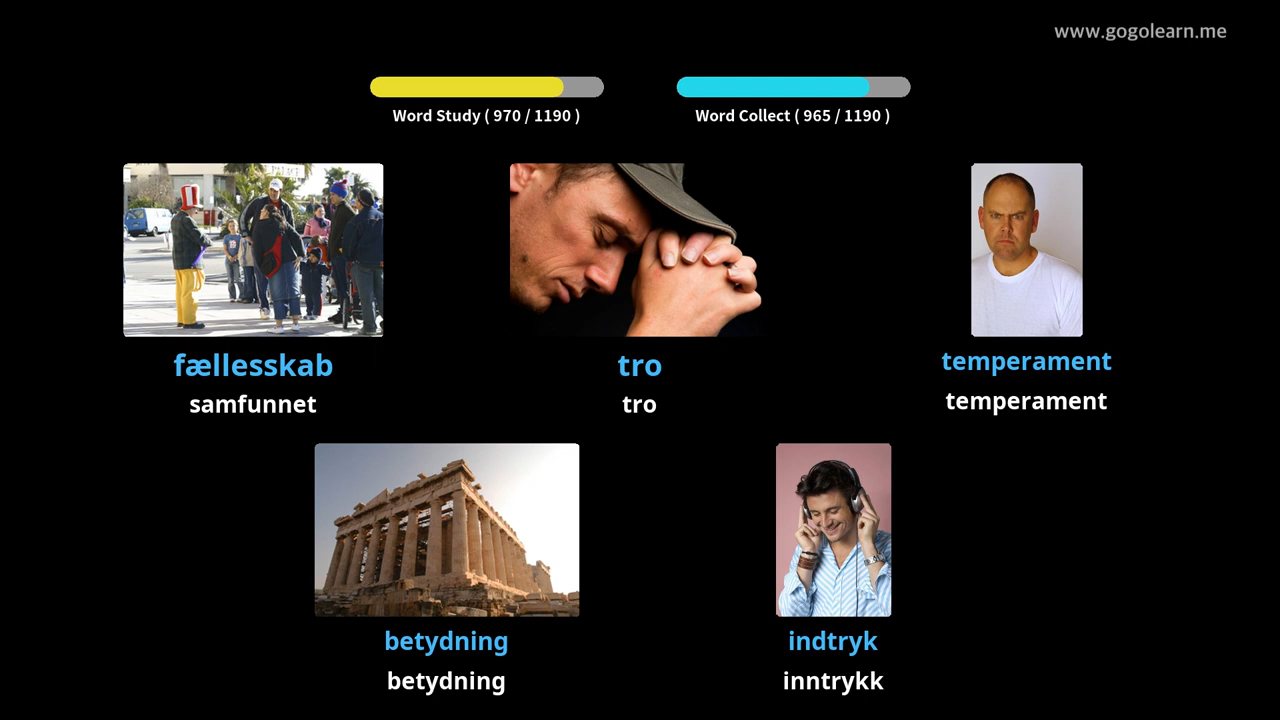 www.gogolearn.me
Word Study ( 970 / 1190 )
Word Collect ( 965 / 1190 )
fællesskab
samfunnet
tro
tro
temperament
temperament
betydning
betydning
indtryk
inntrykk